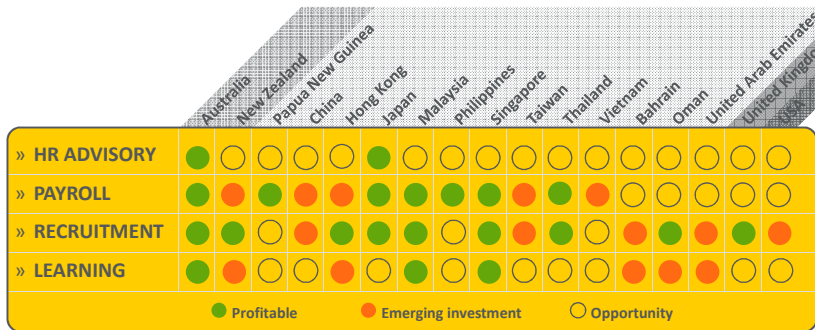 Australia
New Zealand
Papua New Guinea
China
Hong Kong
Japan
Malaysia
Philippines
Singapore
Taiwan
Thailand
Vietnam
Bahrain
Oman
United Arab Emirates
United Kingdo
USA
» HR ADVISORY
» PAYROLL
» RECRUITMENT
» LEARNING
Profitable Emerging investment Opportunity